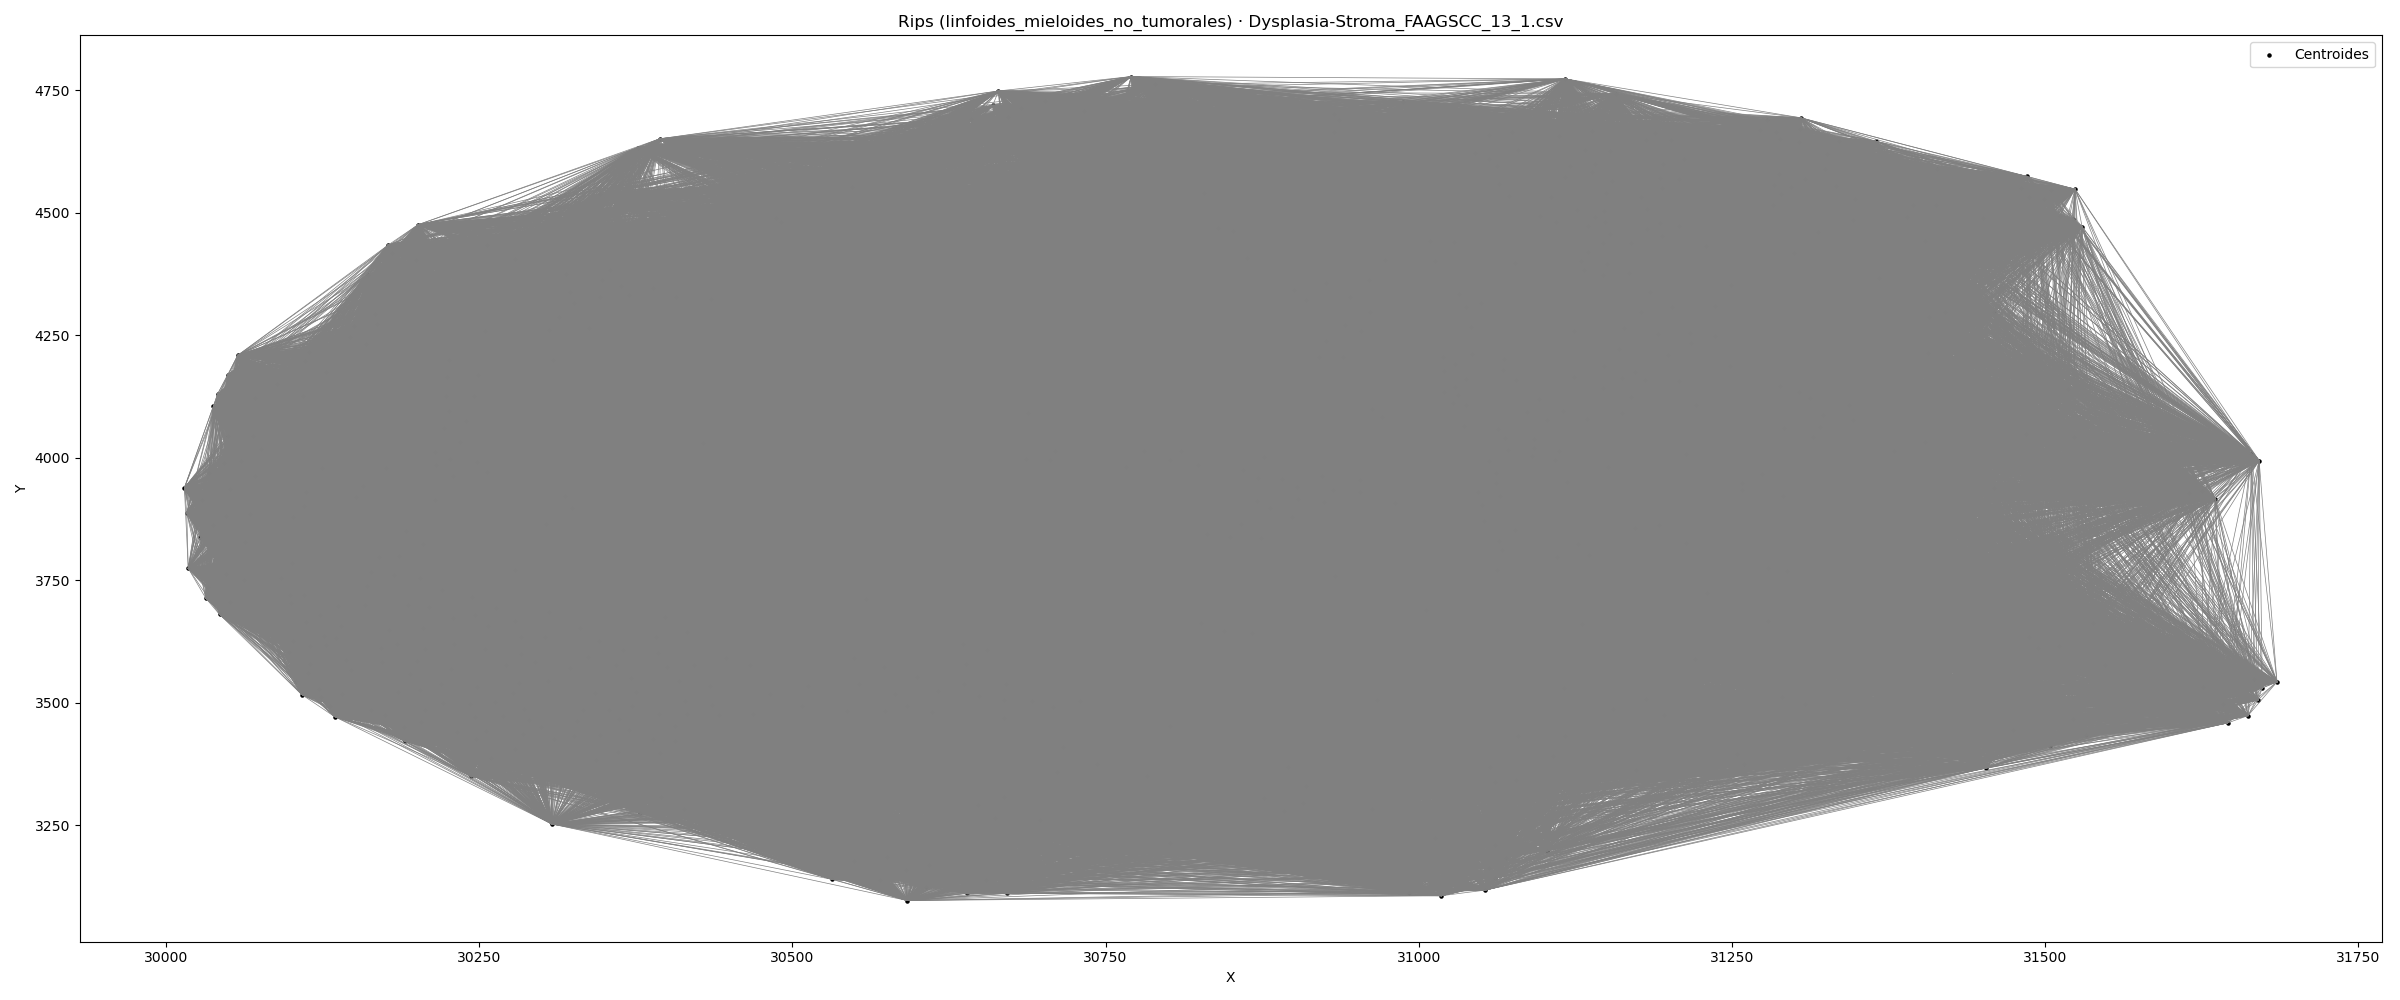 Rips (linfoides_mieloides_no_tumorales) · Dysplasia-Stroma_FAAGSCC_13_1.csv
Centroides
4750
4500
4250
4000
3750
3500
3250
Y
30000 30250 30500 30750 31000 31250 31500 31750
X